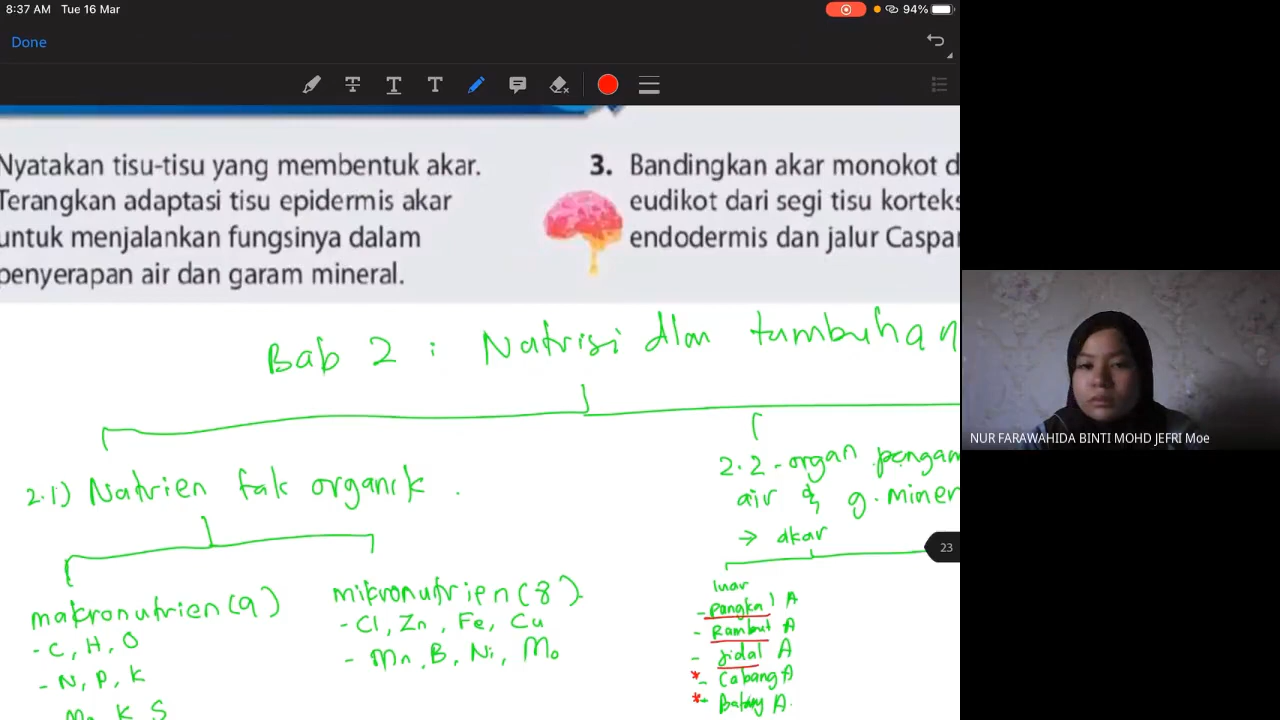 8:37 AM Tue 16 Mar
94%
Done
Nyatakan tisu-tisu yang membentuk akar.
Terangkan adaptasi tisu epidermis akar
untuk menjalankan fungsinya dalam
penyerapan air dan garam mineral.
3. Bandingkan akar monokot d
eudikot dari segi tisu korteks
endodermis dan jalur Caspa
Bab 2 : Nutrisi dlm tumbuhan
2.1) Nutrien tak organik .
makronutrien (9)
- C, H, O
- N, P, K
K, S
mikronutrien (8)
- Cl, Zn, Fe, Cu
- Mn, B, Ni, Mo
2.2 - organ pengam
air & g. miner
→ akar
luar
- pangkal A
- Rambut A
- Jidal A
* - Cabang A
* - Batang A.
23
NUR FARAWAHIDA BINTI MOHD JEFRI Moe